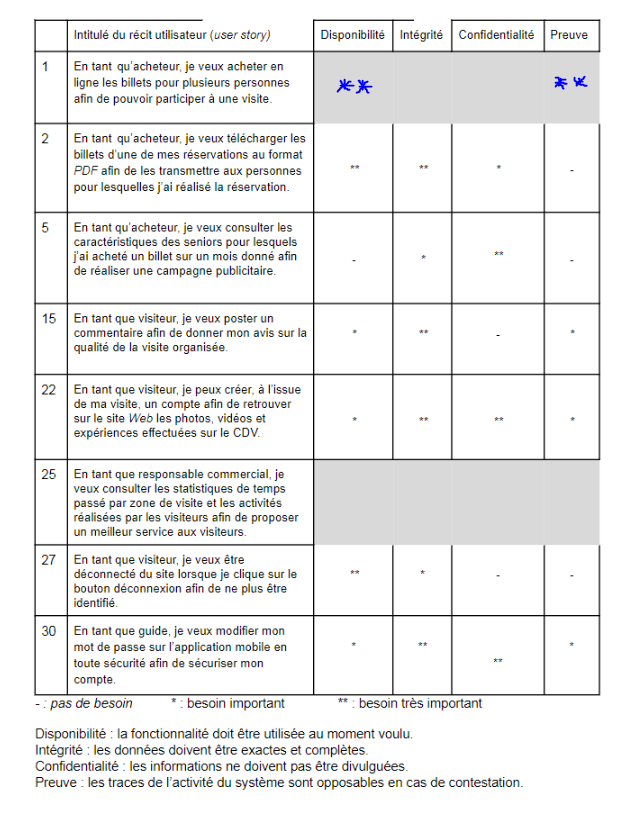 Intitulé du récit utilisateur (user story) Disponibilité Intégrité Confidentialité Preuve
1 En tant qu'acheteur, je veux acheter en
ligne les billets pour plusieurs personnes
afin de pouvoir participer à une visite.
** **
2 En tant qu'acheteur, je veux télécharger les
billets d'une de mes réservations au format
PDF afin de les transmettre aux personnes
pour lesquelles j'ai réalisé la réservation.
** ** * -
5 En tant qu'acheteur, je veux consulter les
caractéristiques des seniors pour lesquels
j'ai acheté un billet sur un mois donné afin
de réaliser une campagne publicitaire.
- * ** -
15 En tant que visiteur, je veux poster un
commentaire afin de donner mon avis sur la
qualité de la visite organisée.
* ** - *
22 En tant que visiteur, je peux créer, à l'issue
de ma visite, un compte afin de retrouver
sur le site Web les photos, vidéos et
expériences effectuées sur le CDV.
* ** ** *
25 En tant que responsable commercial, je
veux consulter les statistiques de temps
passé par zone de visite et les activités
réalisées par les visiteurs afin de proposer
un meilleur service aux visiteurs.
27 En tant que visiteur, je veux être
déconnecté du site lorsque je clique sur le
bouton déconnexion afin de ne plus être
identifié.
** * - -
30 En tant que guide, je veux modifier mon
mot de passe sur l'application mobile en
toute sécurité afin de sécuriser mon
compte.
* ** ** *
- : pas de besoin * : besoin important ** : besoin très important
Disponibilité : la fonctionnalité doit être utilisée au moment voulu.
Intégrité : les données doivent être exactes et complètes.
Confidentialité : les informations ne doivent pas être divulguées.
Preuve : les traces de l'activité du système sont opposables en cas de contestation.